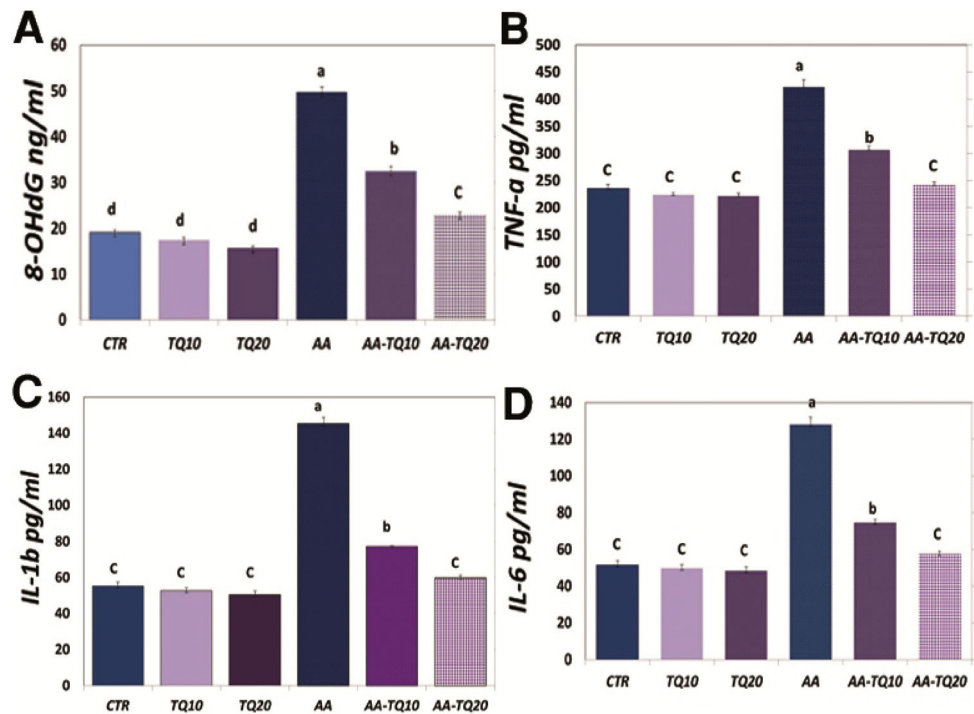 A
8-OHdG ng/ml
60
50
40
30
20
10
0
d
d
d
a
b
C
CTR TQ10 TQ20 AA AA-TQ10 AA-TQ20
B
TNF-a pg/ml
500
450
400
350
300
250
200
150
100
50
0
C
C
C
a
b
C
CTR TQ10 TQ20 AA AA-TQ10 AA-TQ20
C
IL-1b pg/ml
160
140
120
100
80
60
40
20
0
C
C
C
a
b
C
CTR TQ10 TQ20 AA AA-TQ10 AA-TQ20
D
IL-6 pg/ml
140
120
100
80
60
40
20
0
C
C
C
a
b
C
CTR TQ10 TQ20 AA AA-TQ10 AA-TQ20